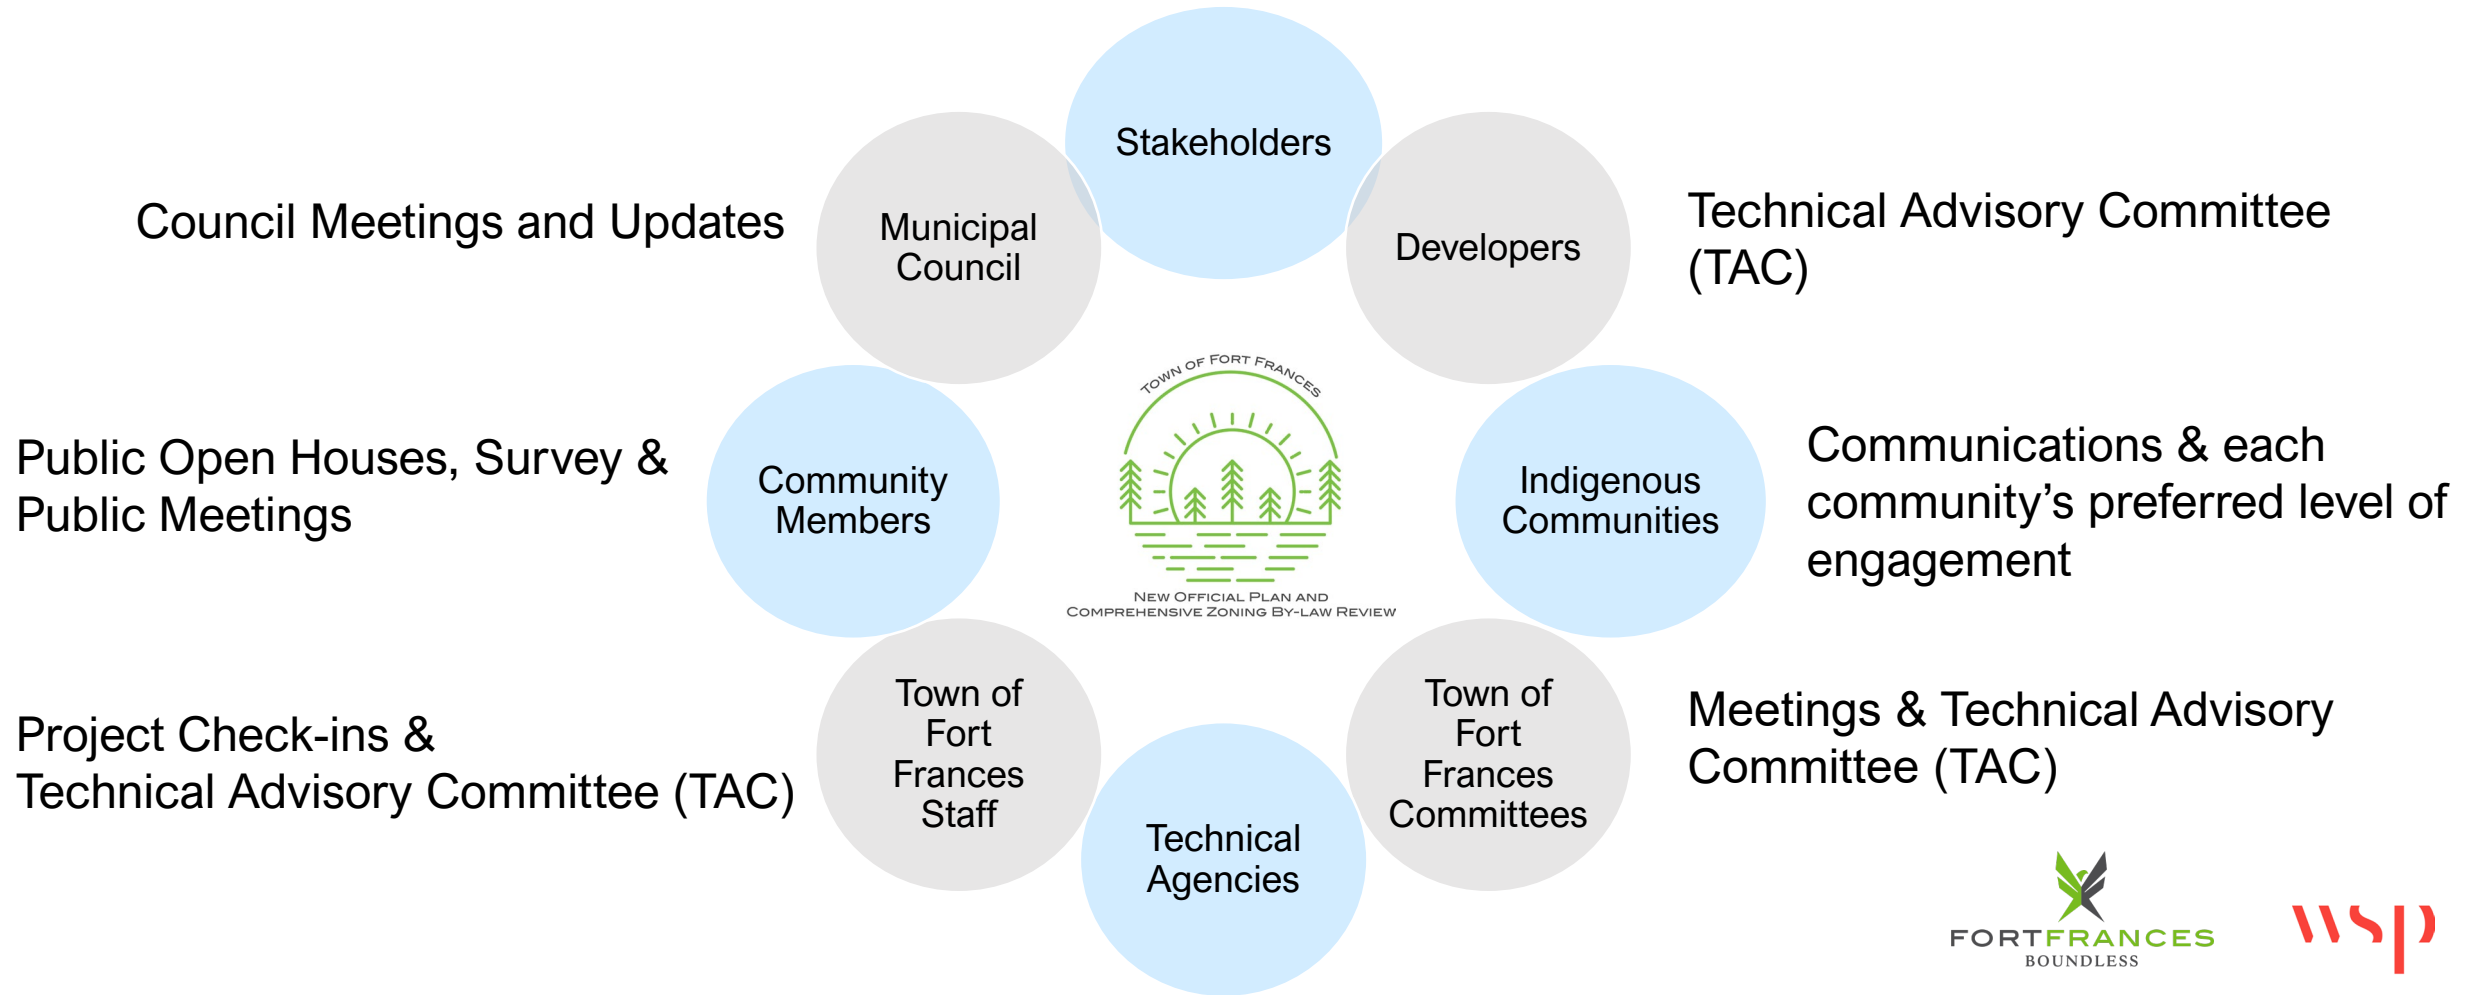 Stakeholders
Council Meetings and Updates
Municipal
Council
Developers
Technical Advisory Committee
(TAC)
TOWN OF FORT FRANCES
NEW OFFICIAL PLAN AND
COMPREHENSIVE ZONING BY-LAW REVIEW
Public Open Houses, Survey &
Public Meetings
Community
Members
Indigenous
Communities
Communications & each
community’s preferred level of
engagement
Project Check-ins &
Technical Advisory Committee (TAC)
Town of
Fort
Frances
Staff
Technical
Agencies
Town of
Fort
Frances
Committees
Meetings & Technical Advisory
Committee (TAC)
FORTFRANCES
BOUNDLESS
wsp